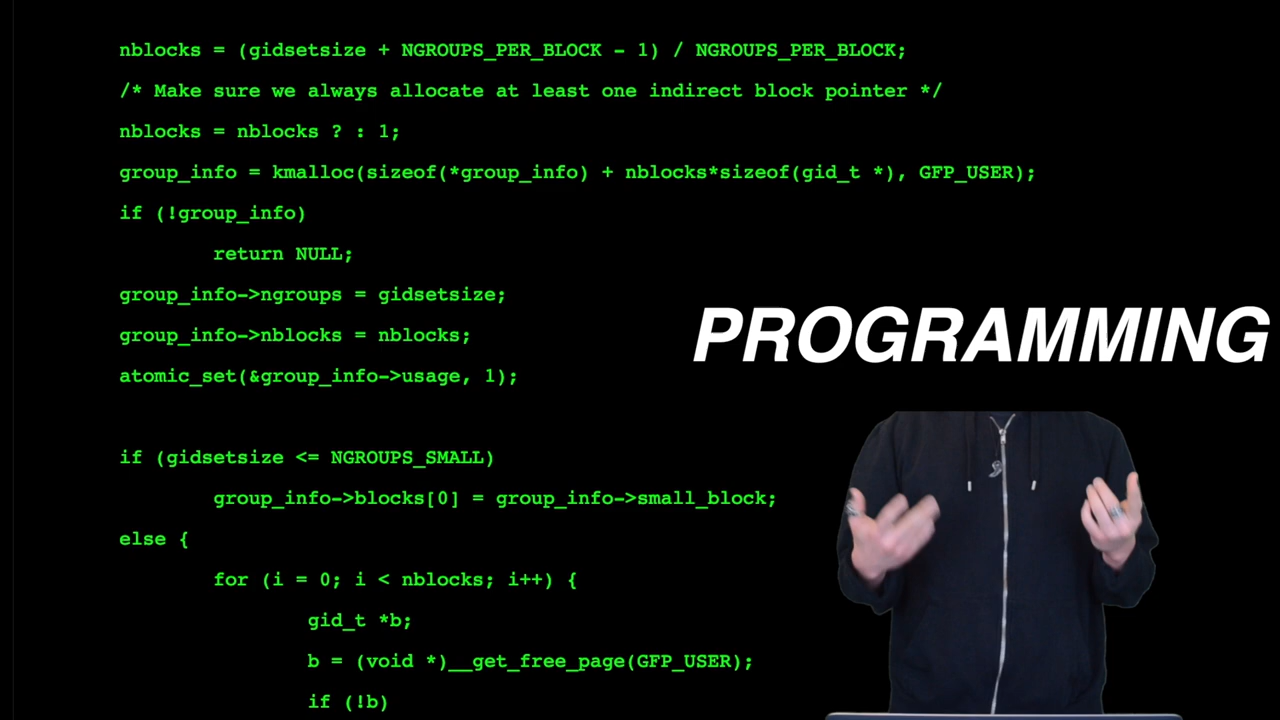 nblocks = (gidsetsize + NGROUPS_PER_BLOCK - 1) / NGROUPS_PER_BLOCK;
/* Make sure we always allocate at least one indirect block pointer */
nblocks = nblocks ? : 1;
group_info = kmalloc(sizeof(*group_info) + nblocks*sizeof(gid_t *), GFP_USER);
if (!group_info)
return NULL;
group_info->ngroups = gidsetsize;
group_info->nblocks = nblocks;
atomic_set(&group_info->usage, 1);
if (gidsetsize <= NGROUPS_SMALL)
group_info->blocks[0] = group_info->small_block;
else {
for (i = 0; i < nblocks; i++) {
gid_t *b;
b = (void *)__get_free_page(GFP_USER);
if (!b)
PROGRAMMING